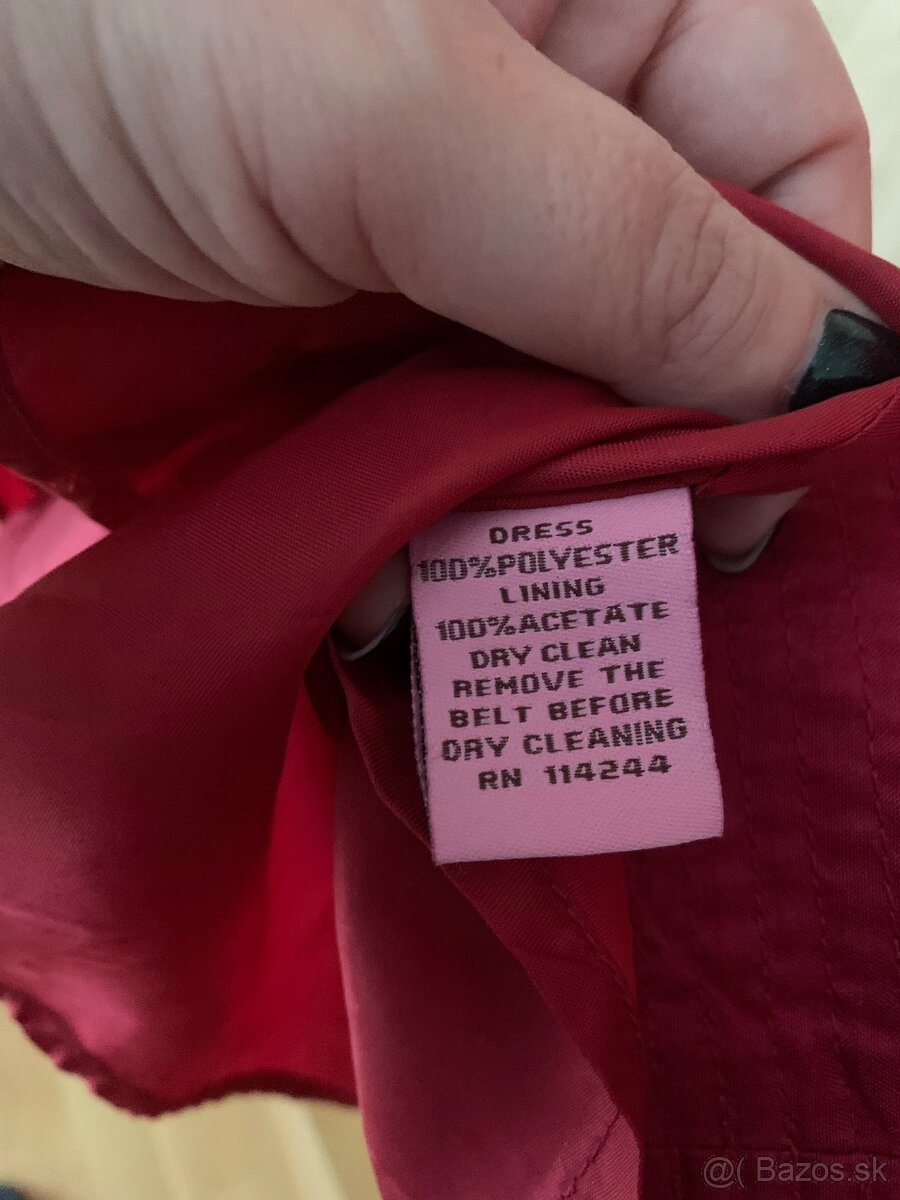 DRESS
100%POLYESTER
LINING
100%ACETATE
DRY CLEAN
REMOVE THE
BELT BEFORE
DRY CLEANING
RN 114244
@( Bazos.sk